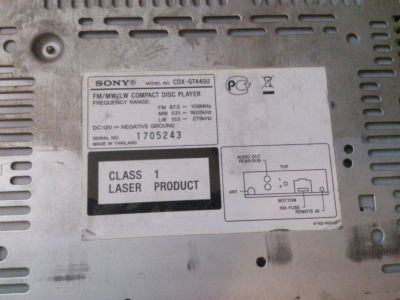 SONY® MODEL NO. CDX-GT440U
FM/MW/LW COMPACT DISC PLAYER
FREQUENCY RANGE:
FM 87.5 – 108MHz
MW 531 – 1602kHz
LW 153 – 279kHz
DC 12V ⎓ NEGATIVE GROUND
SERIAL NO. 1705243
MADE IN THAILAND
CLASS 1
LASER PRODUCT
AUDIO OUT
REAR/SUB
TOP
L
ANT
BOTTOM
10A FUSE
REMOTE IN